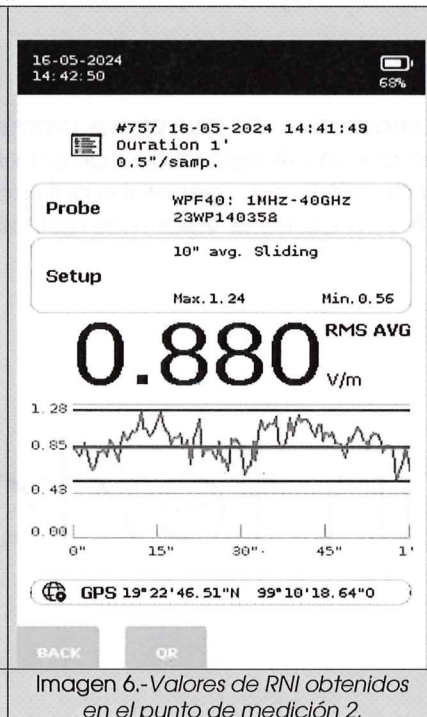 16-05-2024
14:42:50
68%
#757 16-05-2024 14:41:49
Duration 1'
0.5"/samp.
Probe
WPF40: 1MHz-40GHz
23WP140358
Setup
10" avg. Sliding
Max.1.24 Min.0.56
0.880 RMS AVG
V/m
1.28
0.85
0.43
0.00
0" 15" 30" 45" 1'
GPS 19°22'46.51"N 99°10'18.64"O
BACK QR
Imagen 6.-Valores de RNI obtenidos
en el punto de medición 2.